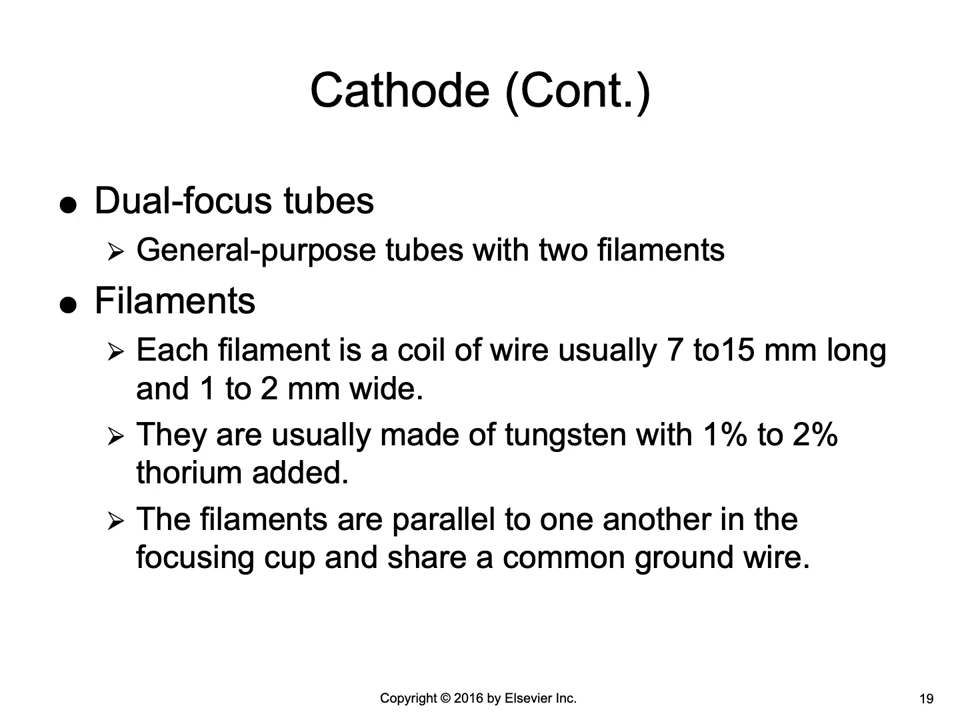 Cathode (Cont.)
● Dual-focus tubes
➢ General-purpose tubes with two filaments
● Filaments
➢ Each filament is a coil of wire usually 7 to15 mm long
and 1 to 2 mm wide.
➢ They are usually made of tungsten with 1% to 2%
thorium added.
➢ The filaments are parallel to one another in the
focusing cup and share a common ground wire.
Copyright © 2016 by Elsevier Inc.
19